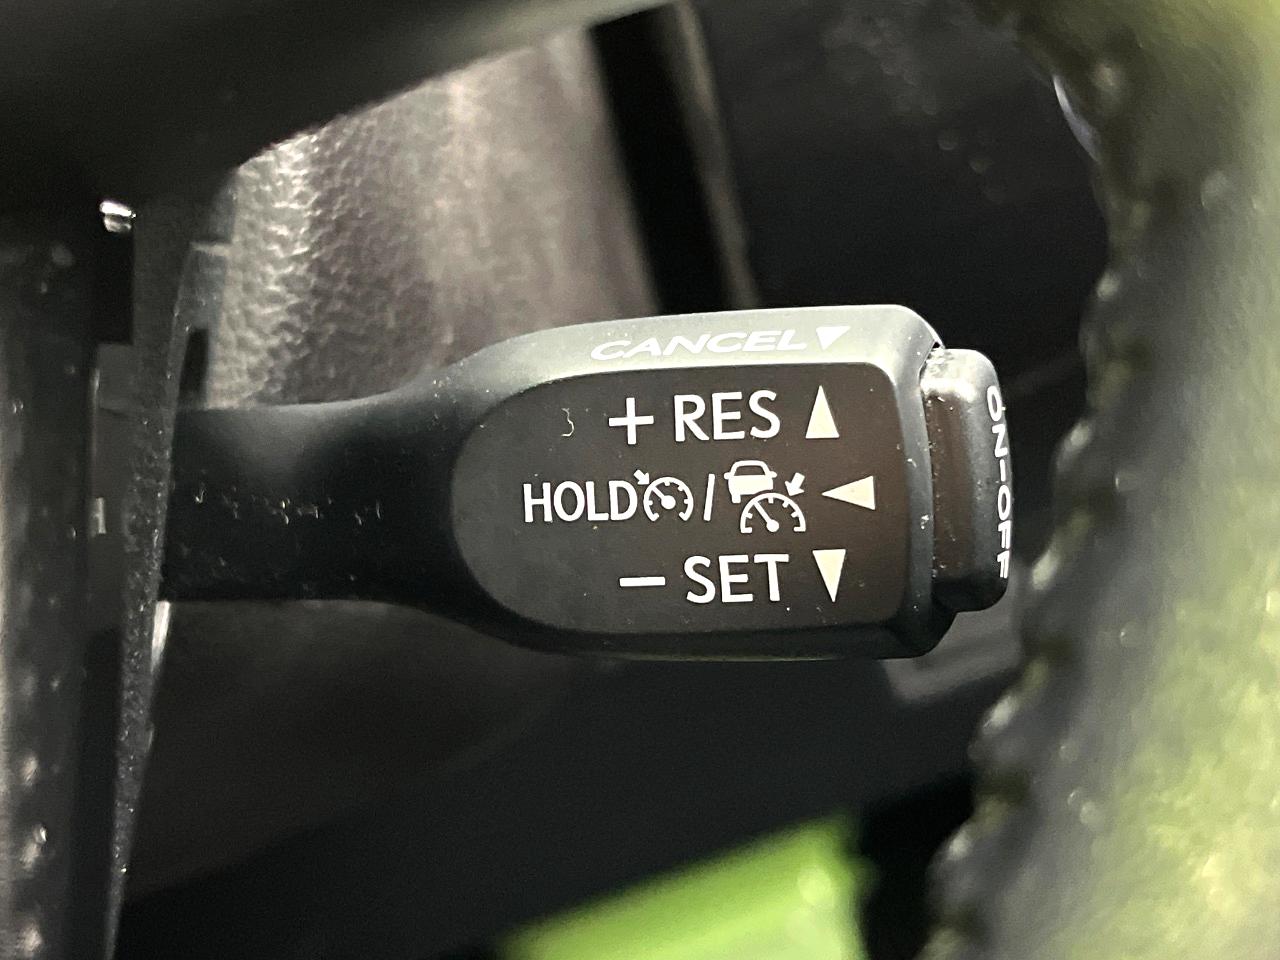 CANCEL▼
+ RES ▲
HOLD / ◀
− SET ▼
ON-OFF